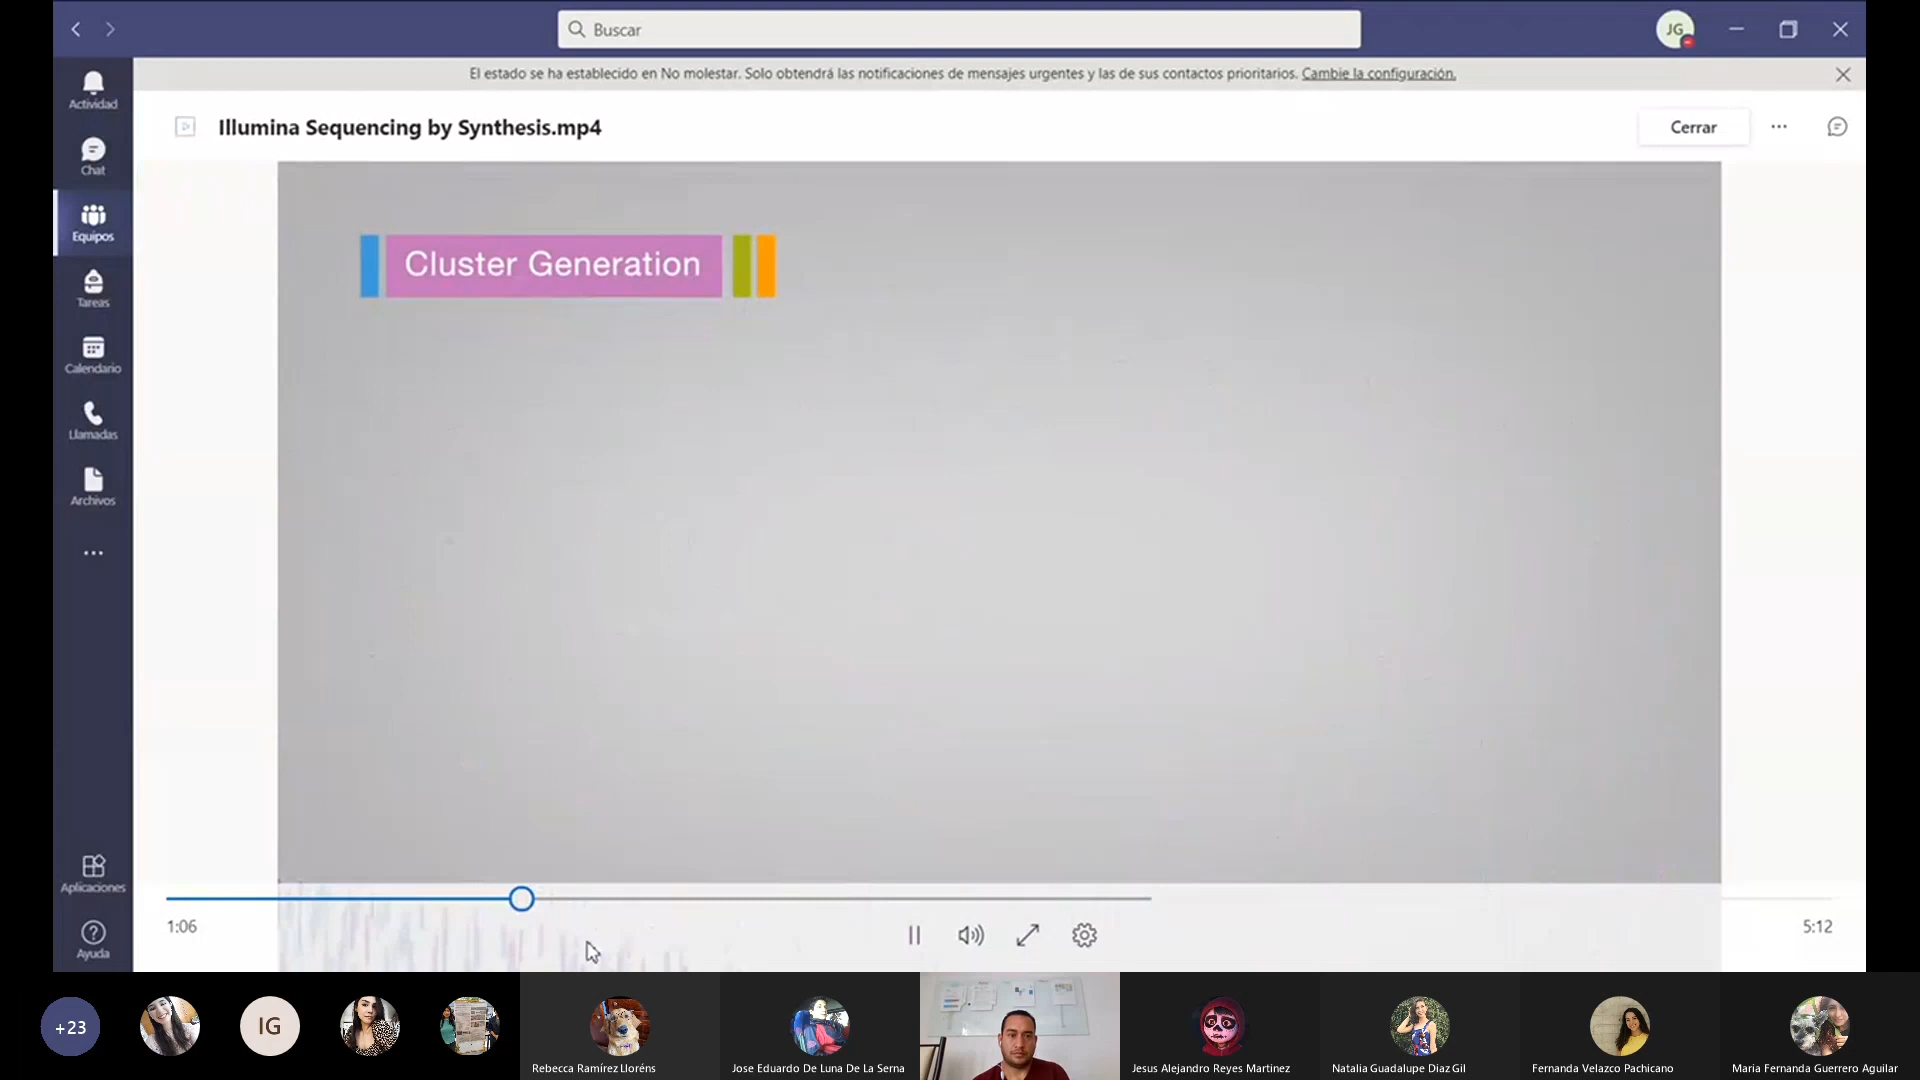 Buscar
JG
El estado se ha establecido en No molestar. Solo obtendrá las notificaciones de mensajes urgentes y las de sus contactos prioritarios. Cambie la configuración.
Actividad
Chat
Equipos
Tareas
Calendario
Llamadas
Archivos
Aplicaciones
Ayuda
Illumina Sequencing by Synthesis.mp4
Cerrar
Cluster Generation
1:06
5:12
+23
IG
Rebecca Ramírez Lloréns
Jose Eduardo De Luna De La Serna
Jesus Alejandro Reyes Martinez
Natalia Guadalupe Diaz Gil
Fernanda Velazco Pachicano
Maria Fernanda Guerrero Aguilar